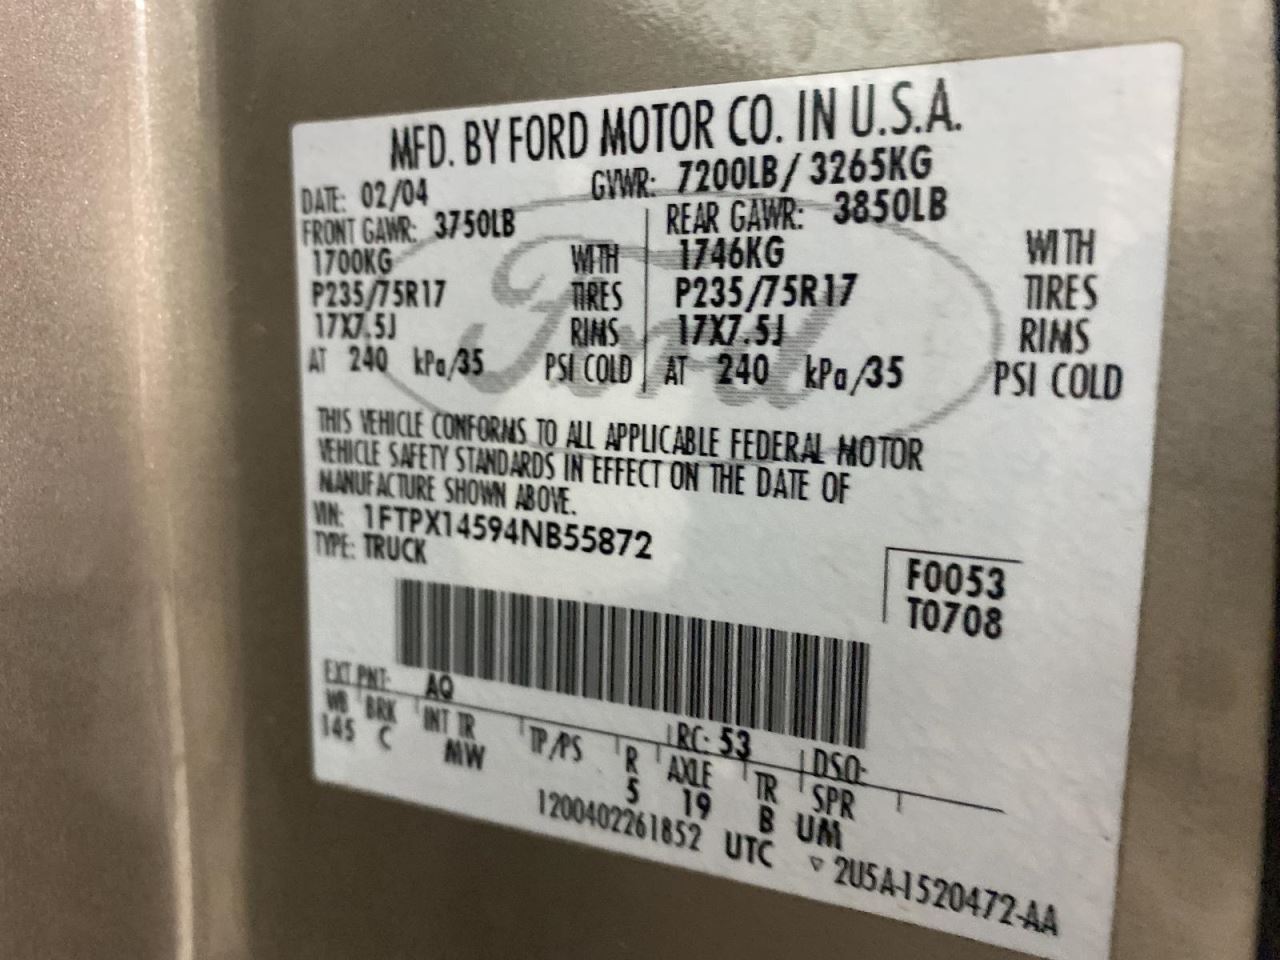 MFD. BY FORD MOTOR CO. IN U.S.A.
DATE: 02/04 GVWR: 7200LB/ 3265KG
FRONT GAWR: 3750LB REAR GAWR: 3850LB
1700KG WITH 1746KG WITH
P235/75R17 TIRES P235/75R17 TIRES
17X7.5J RIMS 17X7.5J RIMS
AT 240 kPa/35 PSI COLD AT 240 kPa/35 PSI COLD
Ford
THIS VEHICLE CONFORMS TO ALL APPLICABLE FEDERAL MOTOR
VEHICLE SAFETY STANDARDS IN EFFECT ON THE DATE OF
MANUFACTURE SHOWN ABOVE.
VIN: 1FTPX14594NB55872
TYPE: TRUCK
F0053
T0708
EXT PNT: AQ RC: 53 DSO:
WB BRK INT TR TP/PS R AXLE TR SPR
145 C MW 5 19 B UM
1200402261852 UTC ▽ 2U5A-1520472-AA